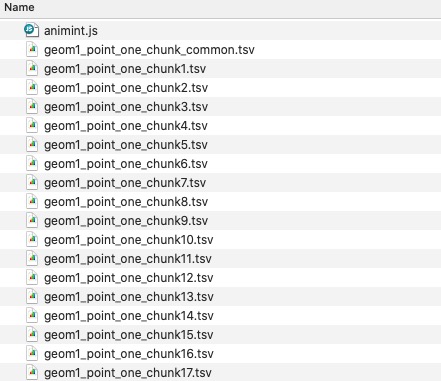 Name
animint.js
geom1_point_one_chunk_common.tsv
geom1_point_one_chunk1.tsv
geom1_point_one_chunk2.tsv
geom1_point_one_chunk3.tsv
geom1_point_one_chunk4.tsv
geom1_point_one_chunk5.tsv
geom1_point_one_chunk6.tsv
geom1_point_one_chunk7.tsv
geom1_point_one_chunk8.tsv
geom1_point_one_chunk9.tsv
geom1_point_one_chunk10.tsv
geom1_point_one_chunk11.tsv
geom1_point_one_chunk12.tsv
geom1_point_one_chunk13.tsv
geom1_point_one_chunk14.tsv
geom1_point_one_chunk15.tsv
geom1_point_one_chunk16.tsv
geom1_point_one_chunk17.tsv